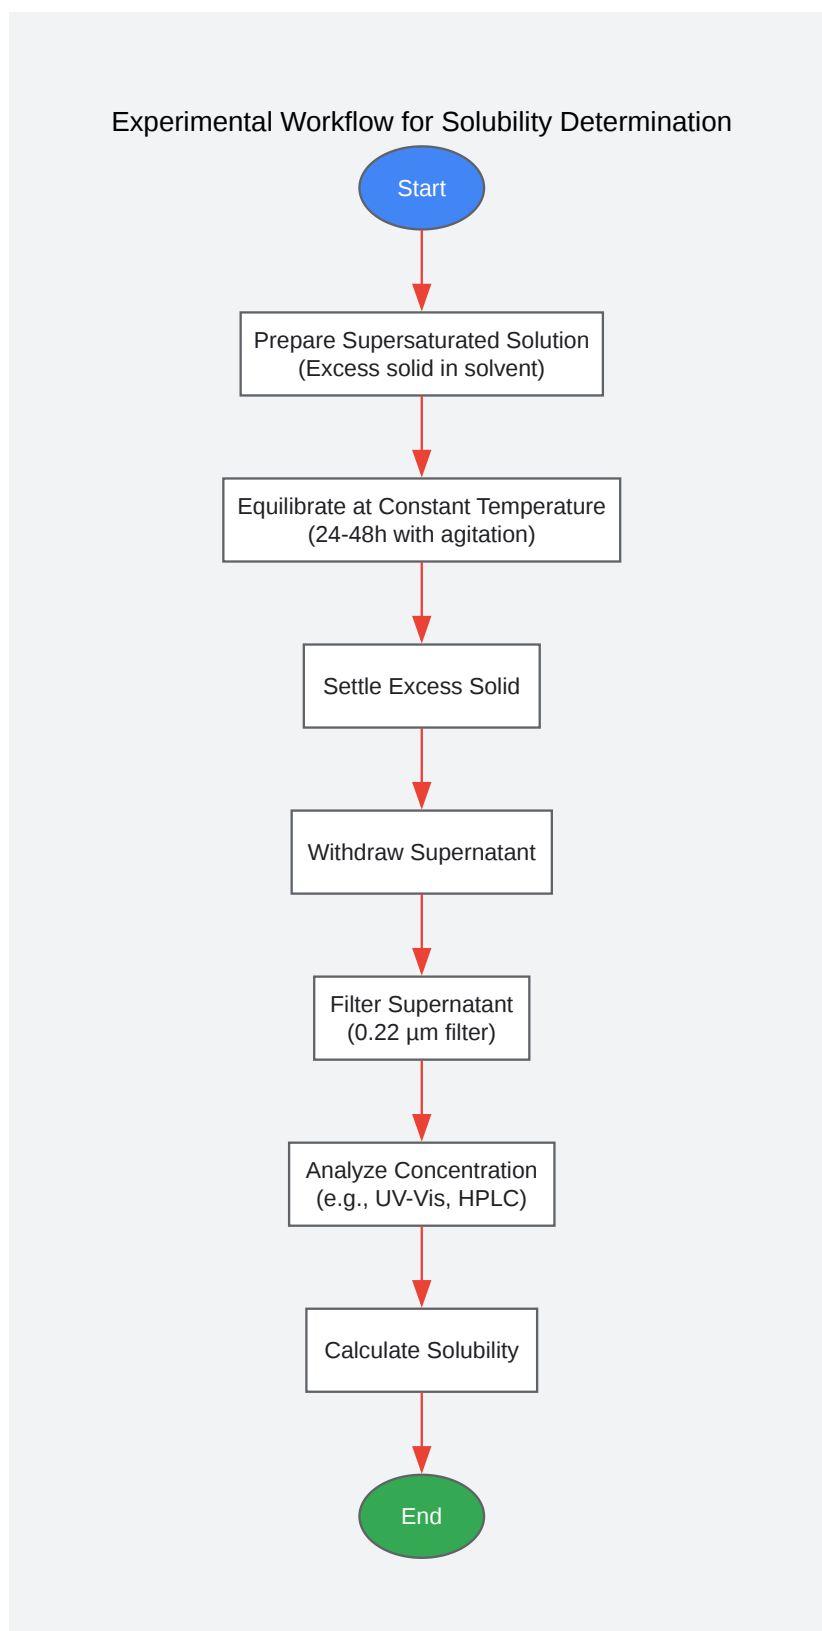 Experimental Workflow for Solubility Determination
Start
Prepare Supersaturated Solution
(Excess solid in solvent)
Equilibrate at Constant Temperature
(24-48h with agitation)
Settle Excess Solid
Withdraw Supernatant
Filter Supernatant
(0.22 µm filter)
Analyze Concentration
(e.g., UV-Vis, HPLC)
Calculate Solubility
End